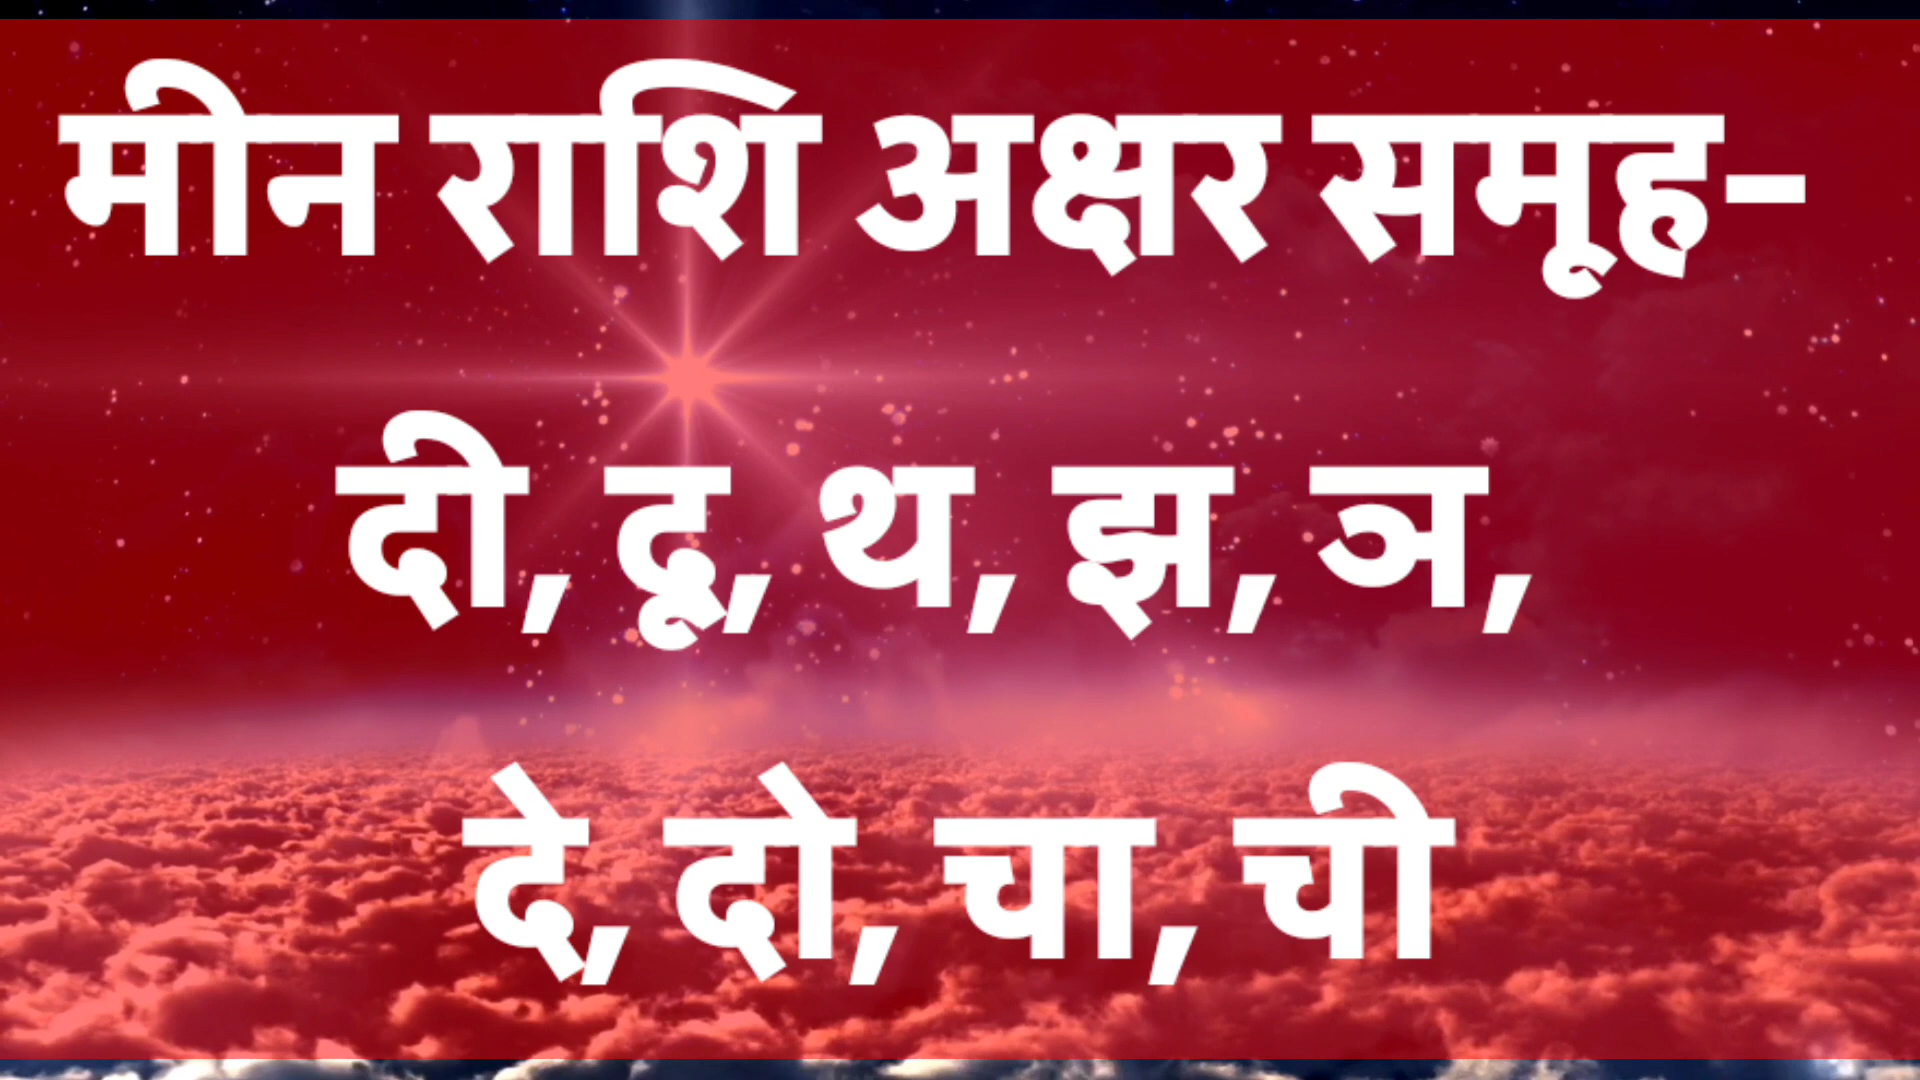 मीन राशि अक्षर समूह-
दी, दू, थ, झ, ञ,
दे, दो, चा, ची